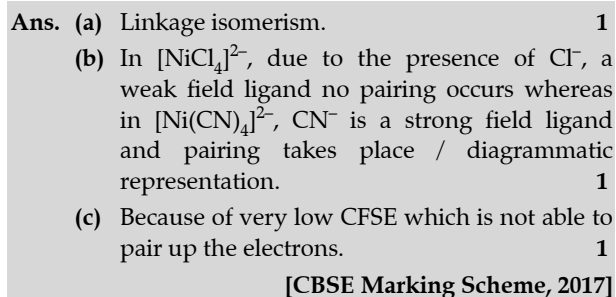 Ans. (a) Linkage isomerism. 1
(b) In [NiCl₄]²⁻, due to the presence of Cl⁻, a
weak field ligand no pairing occurs whereas
in [Ni(CN)₄]²⁻, CN⁻ is a strong field ligand
and pairing takes place / diagrammatic
representation. 1
(c) Because of very low CFSE which is not able to
pair up the electrons. 1
[CBSE Marking Scheme, 2017]